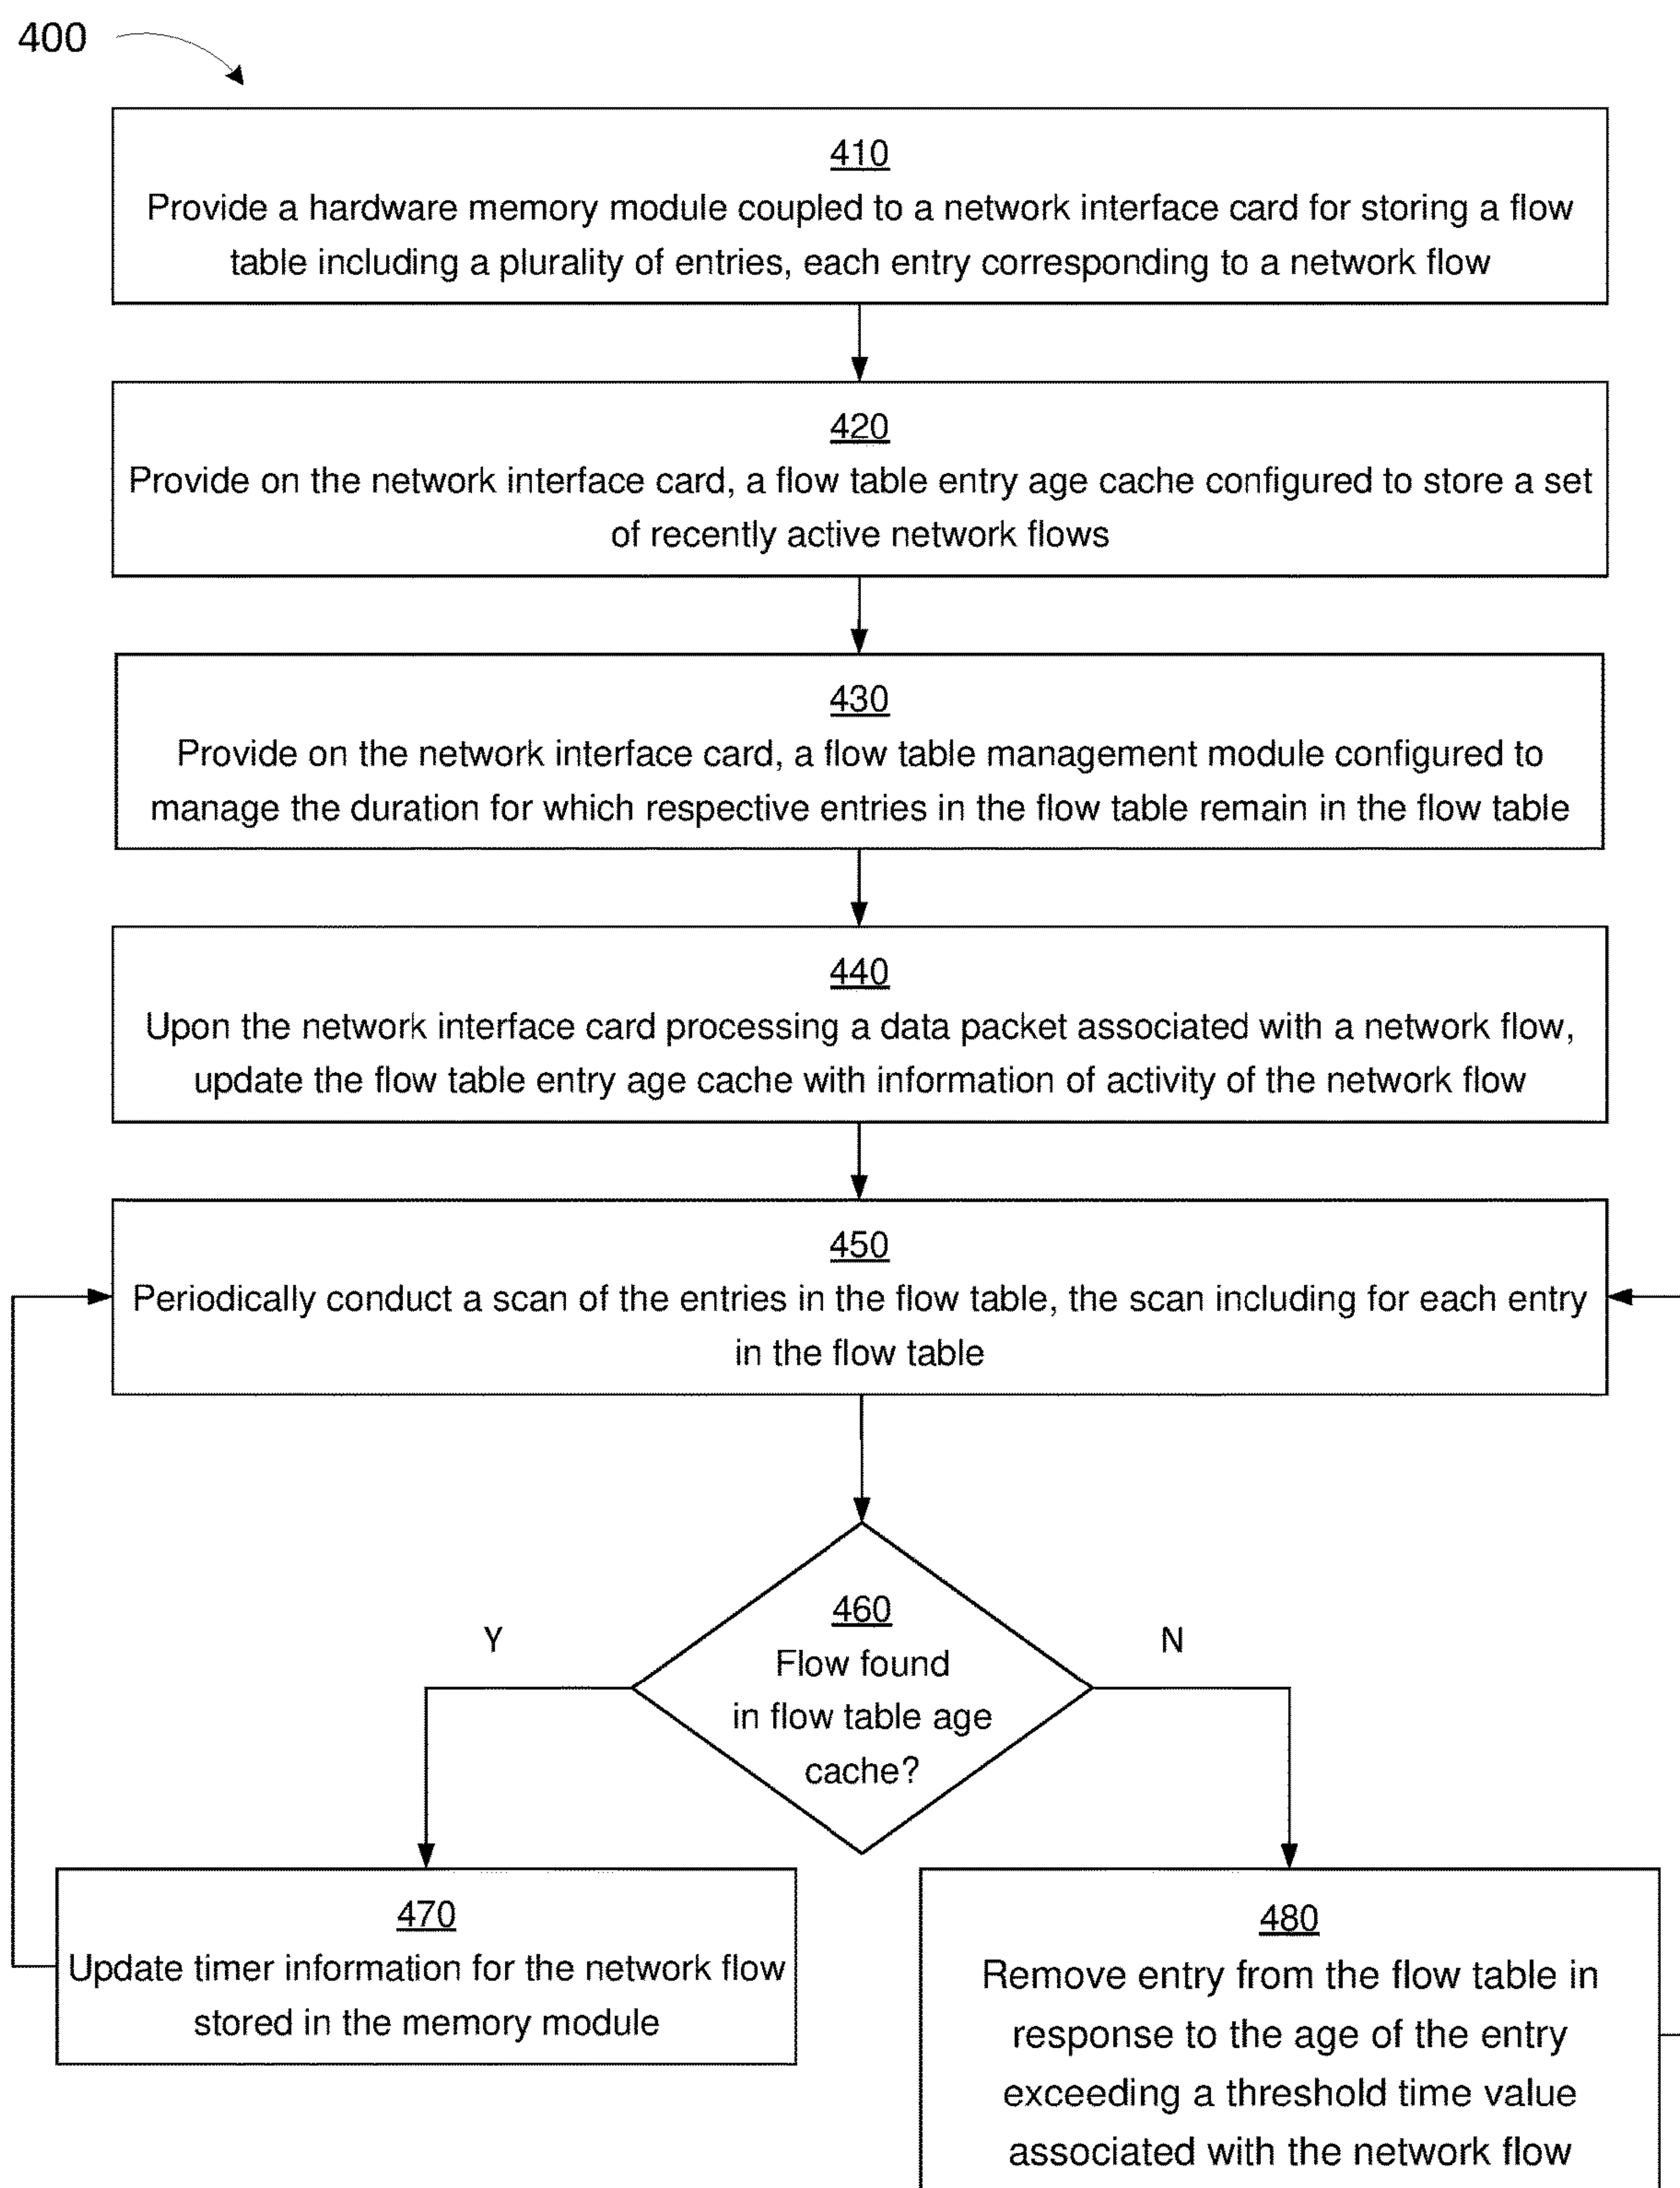 400
410
Provide a hardware memory module coupled to a network interface card for storing a flow
table including a plurality of entries, each entry corresponding to a network flow
420
Provide on the network interface card, a flow table entry age cache configured to store a set
of recently active network flows
430
Provide on the network interface card, a flow table management module configured to
manage the duration for which respective entries in the flow table remain in the flow table
440
Upon the network interface card processing a data packet associated with a network flow,
update the flow table entry age cache with information of activity of the network flow
450
Periodically conduct a scan of the entries in the flow table, the scan including for each entry
in the flow table
460
Flow found
in flow table age
cache?
Y
N
470
Update timer information for the network flow
stored in the memory module
480
Remove entry from the flow table in
response to the age of the entry
exceeding a threshold time value
associated with the network flow